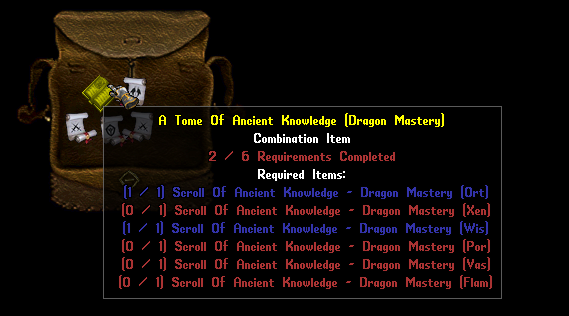 A Tome Of Ancient Knowledge (Dragon Mastery)
Combination Item
2 / 6 Requirements Completed
Required Items:
(1 / 1) Scroll Of Ancient Knowledge - Dragon Mastery (Ort)
(0 / 1) Scroll Of Ancient Knowledge - Dragon Mastery (Xen)
(1 / 1) Scroll Of Ancient Knowledge - Dragon Mastery (Wis)
(0 / 1) Scroll Of Ancient Knowledge - Dragon Mastery (Por)
(0 / 1) Scroll Of Ancient Knowledge - Dragon Mastery (Vas)
(0 / 1) Scroll Of Ancient Knowledge - Dragon Mastery (Flam)